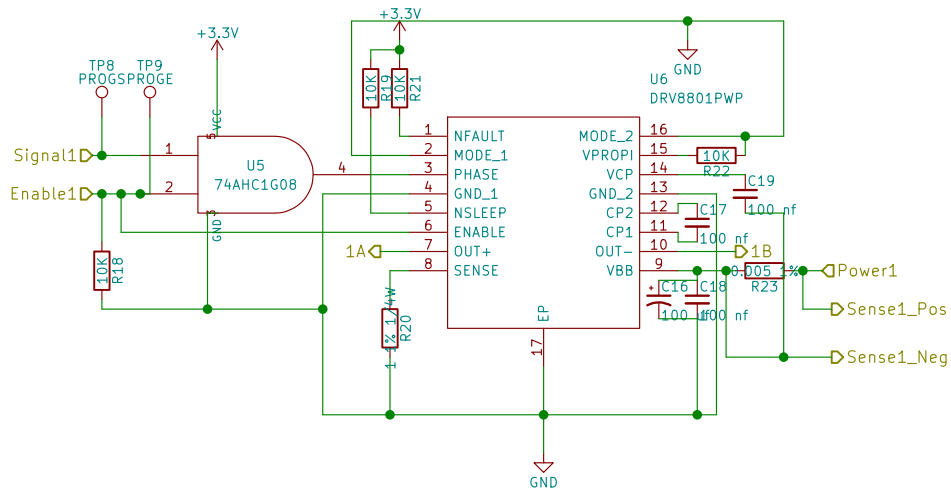 +3.3V
+3.3V
TP8
PROGS
TP9
PROGE
GND
U6
DRV8801PWP
VCC
5
Signal1
1
U5
74AHC1G08
4
Enable1
2
3
GND
10K
R18
10K
R19
10K
R21
1
NFAULT
2
MODE_1
3
PHASE
4
GND_1
5
NSLEEP
6
ENABLE
7
OUT+
8
SENSE
16
MODE_2
15
VPROPI
14
VCP
13
GND_2
12
CP2
11
CP1
10
OUT-
9
VBB
EP
17
10K
R22
C19
100 nf
C17
100 nf
1A
1B
0.005 1%
R23
Power1
+
C16
100 uf
C18
100 nf
Sense1_Pos
Sense1_Neg
1 1% 1/4W
R20
GND